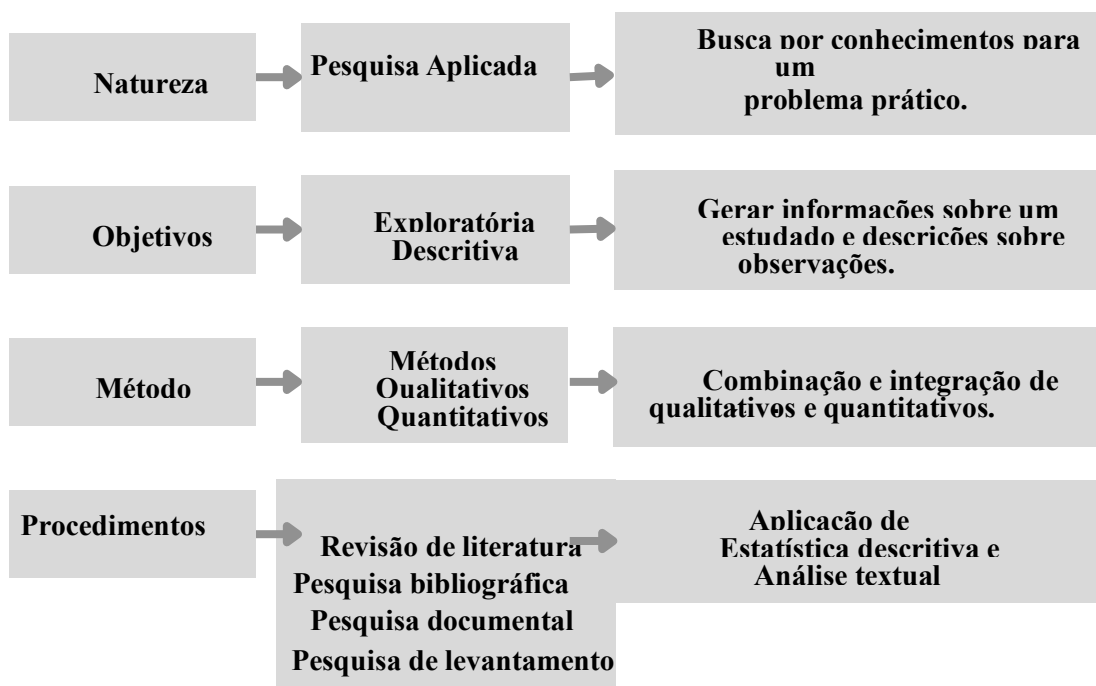 Natureza
Pesquisa Aplicada
Busca por conhecimentos para
um
problema prático.
Objetivos
Exploratória
Descritiva
Gerar informações sobre um
estudado e descrições sobre
observações.
Método
Métodos
Qualitativos
Quantitativos
Combinação e integração de
qualitativos e quantitativos.
Procedimentos
Revisão de literatura
Pesquisa bibliográfica
Pesquisa documental
Pesquisa de levantamento
Aplicação de
Estatística descritiva e
Análise textual